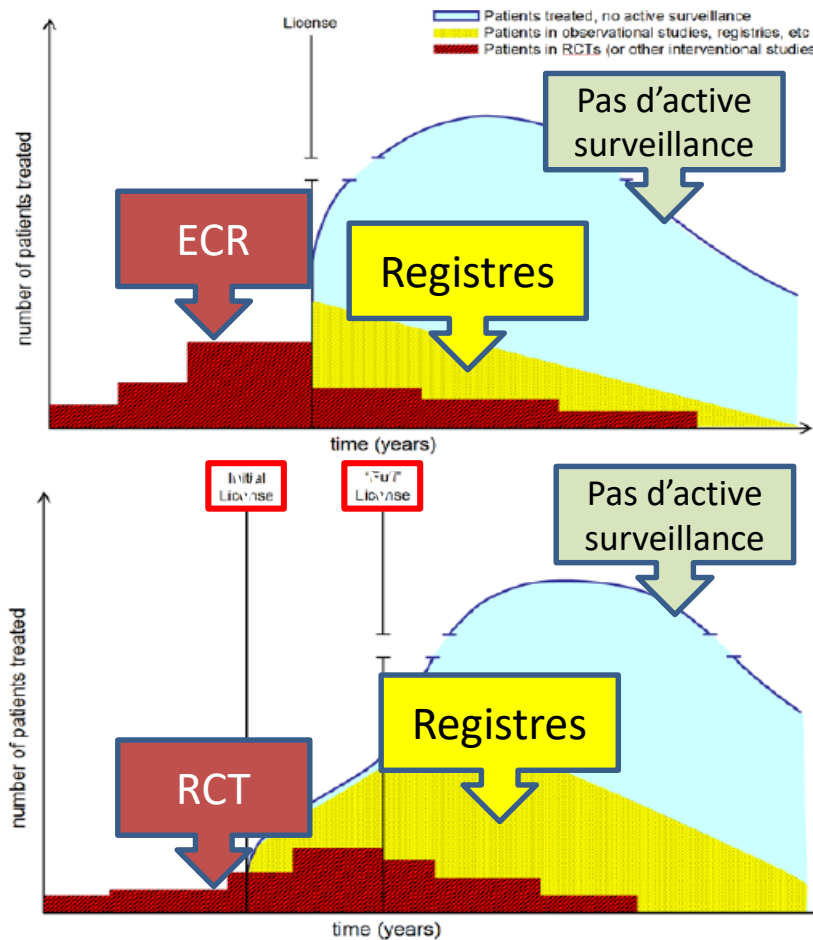 License
Patients treated, no active surveillance
Patients in observational studies, registries, etc
Patients in RCTs (or other interventional studies
number of patients treated
Pas d’active
surveillance
ECR
Registres
time (years)
Initial
License
"Full"
License
number of patients treated
Pas d’active
surveillance
Registres
RCT
time (years)